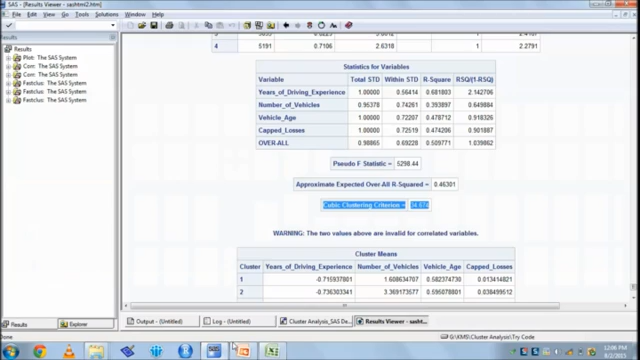 SAS - [Results Viewer - sashtml2.htm]
File Edit View Go Tools Solutions Window Help
Results
Results
Plot: The SAS System
Corr: The SAS System
Corr: The SAS System
Fastclus: The SAS System
Fastclus: The SAS System
Fastclus: The SAS System
Fastclus: The SAS System
4 5191 0.7106 2.6318 1 2.2791
Statistics for Variables
Variable Total STD Within STD R-Square RSQ/(1-RSQ)
Years_of_Driving_Experience 1.00000 0.56414 0.681803 2.142706
Number_of_Vehicles 0.95378 0.74261 0.393897 0.649884
Vehicle_Age 1.00000 0.72207 0.478712 0.918326
Capped_Losses 1.00000 0.72519 0.474206 0.901887
OVER-ALL 0.98865 0.69228 0.509771 1.039862
Pseudo F Statistic = 5298.44
Approximate Expected Over-All R-Squared = 0.46301
Cubic Clustering Criterion =
WARNING: The two values above are invalid for correlated variables.
Cluster Means
Cluster Years_of_Driving_Experience Number_of_Vehicles Vehicle_Age Capped_Losses
1 -0.715937801 1.608634707 0.582374730 0.013414821
2 -0.736303341 3.369173577 0.595078801 0.038499512
Results Explorer
Output - (Untitled) Log - (Untitled) Cluster Analysis_SAS De... Results Viewer - sashtm...
G:\KMS\Cluster Analysis\Try Code
12:06 PM